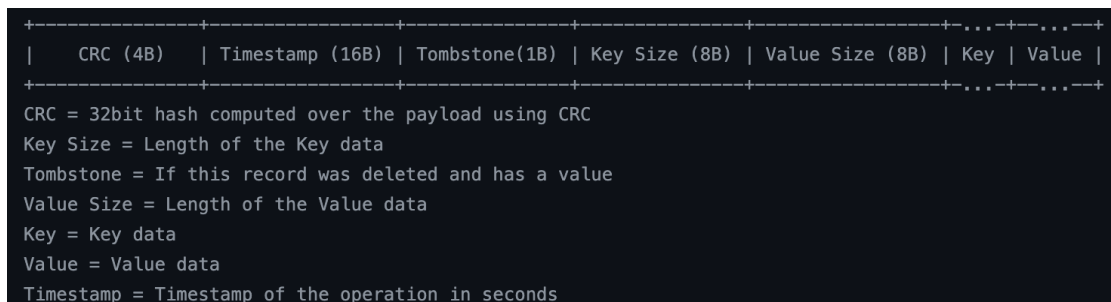 +---------------+-----------------+---------------+---------------+-----------------+-...-+--...--+
|    CRC (4B)   | Timestamp (16B) | Tombstone(1B) | Key Size (8B) | Value Size (8B) | Key | Value |
+---------------+-----------------+---------------+---------------+-----------------+-...-+--...--+
CRC = 32bit hash computed over the payload using CRC
Key Size = Length of the Key data
Tombstone = If this record was deleted and has a value
Value Size = Length of the Value data
Key = Key data
Value = Value data
Timestamp = Timestamp of the operation in seconds